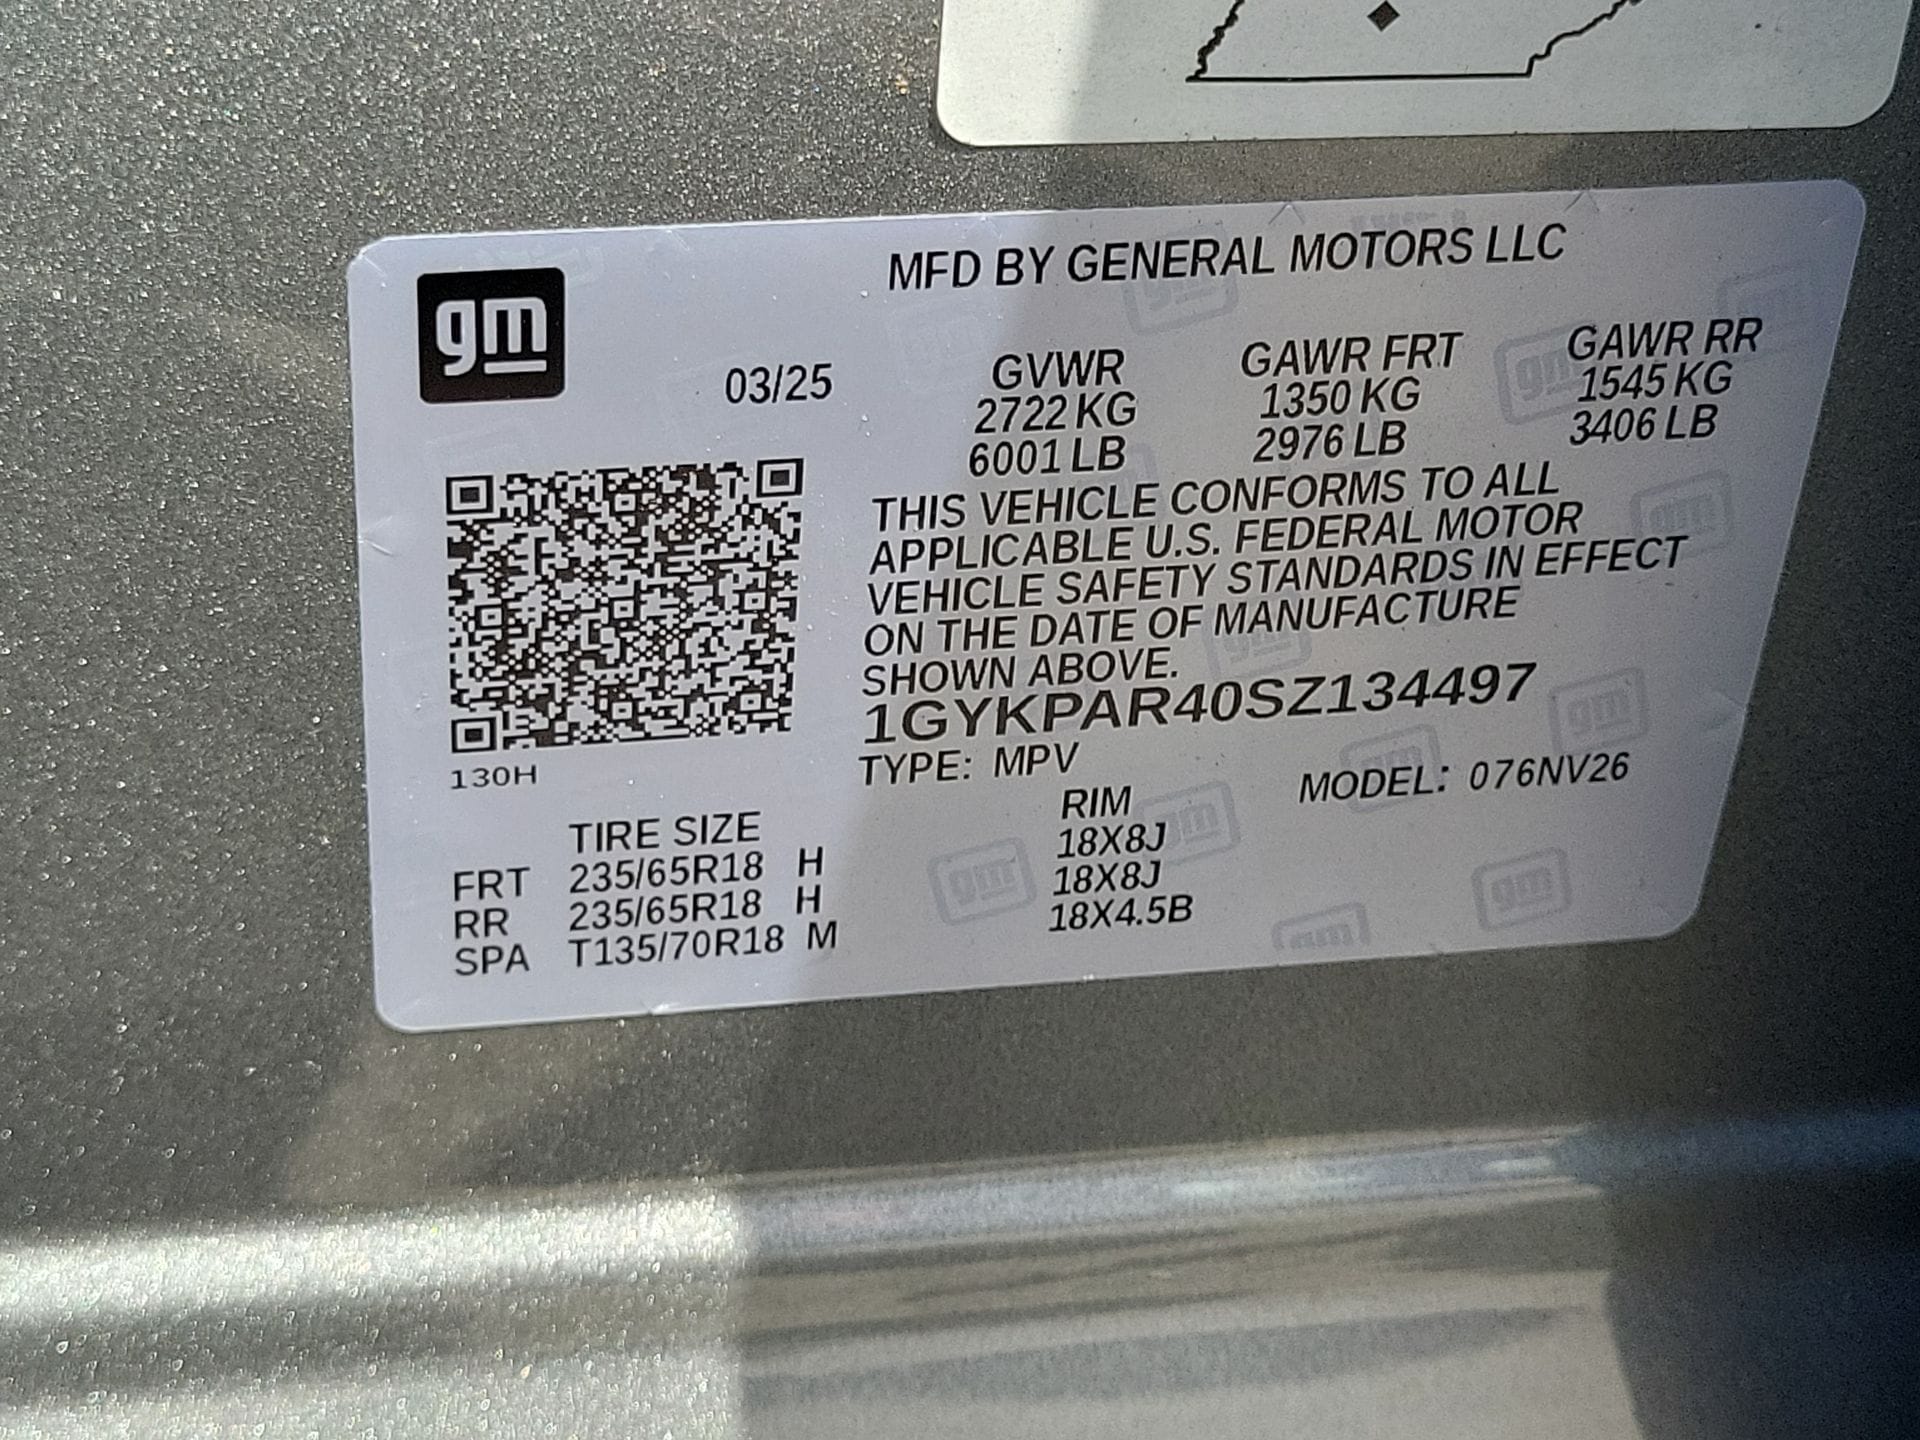 gm
MFD BY GENERAL MOTORS LLC
03/25
GVWR GAWR FRT GAWR RR
2722 KG 1350 KG 1545 KG
6001 LB 2976 LB 3406 LB
THIS VEHICLE CONFORMS TO ALL
APPLICABLE U.S. FEDERAL MOTOR
VEHICLE SAFETY STANDARDS IN EFFECT
ON THE DATE OF MANUFACTURE
SHOWN ABOVE.
1GYKPAR40SZ134497
130H
TYPE: MPV MODEL: 076NV26
TIRE SIZE RIM
FRT 235/65R18 H 18X8J
RR 235/65R18 H 18X8J
SPA T135/70R18 M 18X4.5B